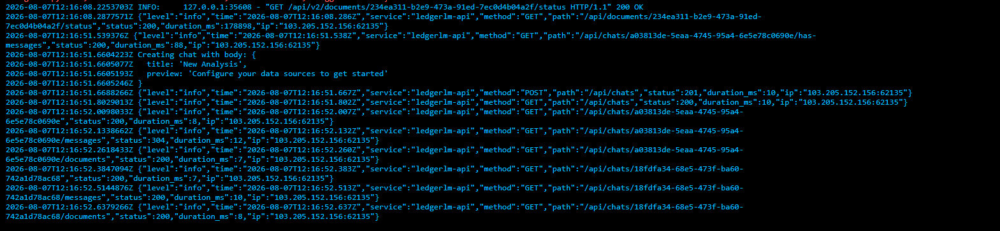 2026-08-07T12:16:08.2253703Z INFO:     127.0.0.1:35608 - "GET /api/v2/documents/234ea311-b2e9-473a-91ed-7ec0d4b04a2f/status HTTP/1.1" 200 OK
2026-08-07T12:16:08.2877571Z {"level":"info","time":"2026-08-07T12:16:08.286Z","service":"ledgerlm-api","method":"GET","path":"/api/documents/234ea311-b2e9-473a-91ed-
7ec0d4b04a2f/status","status":200,"duration_ms":178898,"ip":"103.205.152.156:62135"}
2026-08-07T12:16:51.539376Z {"level":"info","time":"2026-08-07T12:16:51.538Z","service":"ledgerlm-api","method":"GET","path":"/api/chats/a03813de-5eaa-4745-95a4-6e5e78c0690e/has-
messages","status":200,"duration_ms":88,"ip":"103.205.152.156:62135"}
2026-08-07T12:16:51.6604223Z Creating chat with body: {
2026-08-07T12:16:51.6605077Z   title: 'New Analysis',
2026-08-07T12:16:51.6605193Z   preview: 'Configure your data sources to get started'
2026-08-07T12:16:51.6605246Z }
2026-08-07T12:16:51.6688266Z {"level":"info","time":"2026-08-07T12:16:51.667Z","service":"ledgerlm-api","method":"POST","path":"/api/chats","status":201,"duration_ms":10,"ip":"103.205.152.156:62135"}
2026-08-07T12:16:51.8029013Z {"level":"info","time":"2026-08-07T12:16:51.802Z","service":"ledgerlm-api","method":"GET","path":"/api/chats","status":200,"duration_ms":10,"ip":"103.205.152.156:62135"}
2026-08-07T12:16:52.0098033Z {"level":"info","time":"2026-08-07T12:16:52.007Z","service":"ledgerlm-api","method":"GET","path":"/api/chats/a03813de-5eaa-4745-95a4-
6e5e78c0690e","status":200,"duration_ms":8,"ip":"103.205.152.156:62135"}
2026-08-07T12:16:52.1338662Z {"level":"info","time":"2026-08-07T12:16:52.132Z","service":"ledgerlm-api","method":"GET","path":"/api/chats/a03813de-5eaa-4745-95a4-
6e5e78c0690e/messages","status":304,"duration_ms":12,"ip":"103.205.152.156:62135"}
2026-08-07T12:16:52.2618433Z {"level":"info","time":"2026-08-07T12:16:52.260Z","service":"ledgerlm-api","method":"GET","path":"/api/chats/a03813de-5eaa-4745-95a4-
6e5e78c0690e/documents","status":200,"duration_ms":7,"ip":"103.205.152.156:62135"}
2026-08-07T12:16:52.3847094Z {"level":"info","time":"2026-08-07T12:16:52.383Z","service":"ledgerlm-api","method":"GET","path":"/api/chats/18fdfa34-68e5-473f-ba60-
742a1d78ac68","status":200,"duration_ms":7,"ip":"103.205.152.156:62135"}
2026-08-07T12:16:52.5144876Z {"level":"info","time":"2026-08-07T12:16:52.513Z","service":"ledgerlm-api","method":"GET","path":"/api/chats/18fdfa34-68e5-473f-ba60-
742a1d78ac68/messages","status":200,"duration_ms":10,"ip":"103.205.152.156:62135"}
2026-08-07T12:16:52.6379266Z {"level":"info","time":"2026-08-07T12:16:52.637Z","service":"ledgerlm-api","method":"GET","path":"/api/chats/18fdfa34-68e5-473f-ba60-
742a1d78ac68/documents","status":200,"duration_ms":8,"ip":"103.205.152.156:62135"}